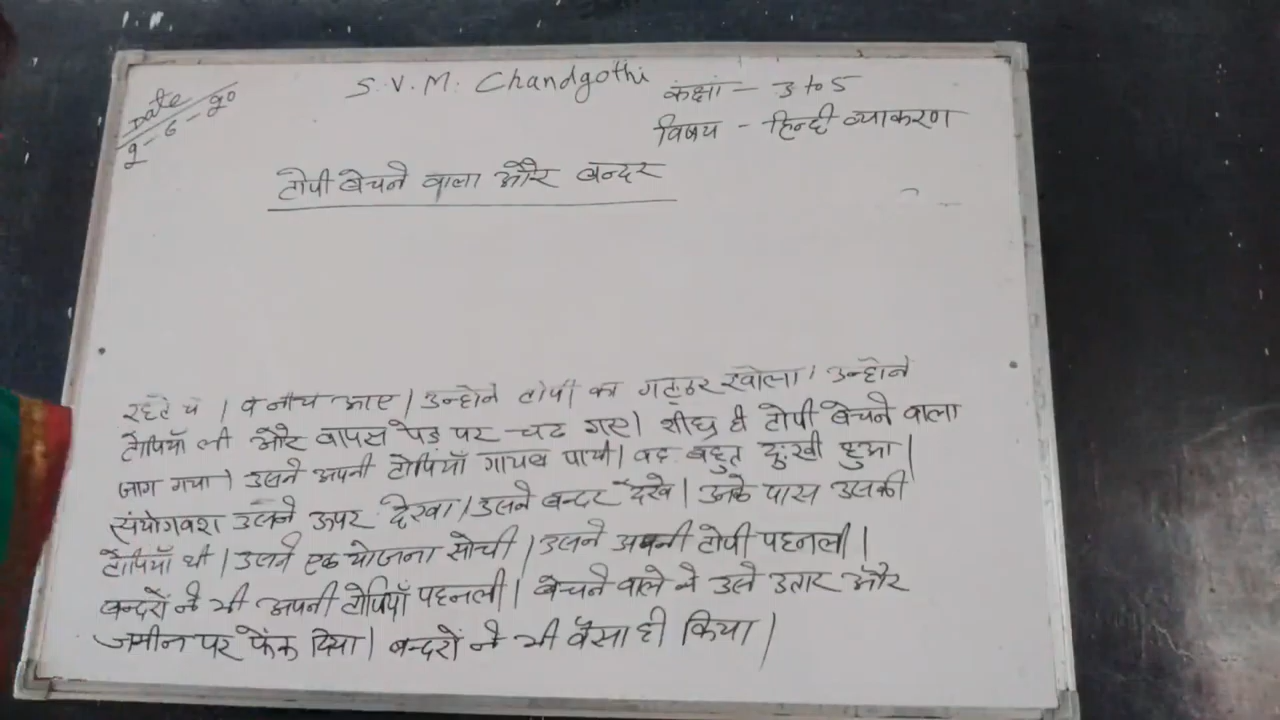 Date
9-6-20
S.V.M. Chandgothi
कक्षा - 3 to 5
विषय - हिन्दी व्याकरण
टोपी बेचने वाला और बन्दर
रहते थे। वे नीचे आए। उन्होने टोपी का गट्ठर खोला। उन्होने
टोपियाँ ली और वापस पेड़ पर चढ गए। शीघ्र ही टोपी बेचने वाला
जाग गया। उसने अपनी टोपियाँ गायब पायी। वह बहुत दुःखी हुआ।
संयोगवश उसने ऊपर देखा। उसने बन्दर देखे। उनके पास उसकी
टोपियाँ थी। उसने एक योजना सोची। उसने अपनी टोपी पहनली।
बन्दरों ने भी अपनी टोपियाँ पहनली। बेचने वाले ने उसे उतार और
जमीन पर फेंक दिया। बन्दरों ने भी वैसा ही किया।